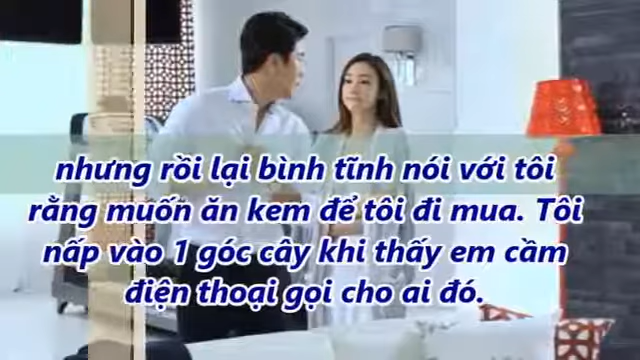 nhưng rồi lại bình tĩnh nói với tôi
rằng muốn ăn kem để tôi đi mua. Tôi
nấp vào 1 góc cây khi thấy em cầm
điện thoại gọi cho ai đó.